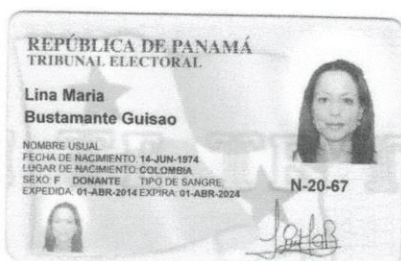 REPÚBLICA DE PANAMÁ
TRIBUNAL ELECTORAL
Lina Maria
Bustamante Guisao
NOMBRE USUAL
FECHA DE NACIMIENTO: 14-JUN-1974
LUGAR DE NACIMIENTO: COLOMBIA
SEXO: F DONANTE TIPO DE SANGRE:
EXPEDIDA: 01-ABR-2014 EXPIRA: 01-ABR-2024
N-20-67